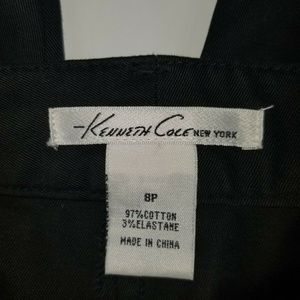 Kenneth Cole NEW YORK
8P
97%COTTON
3%ELASTANE
MADE IN CHINA